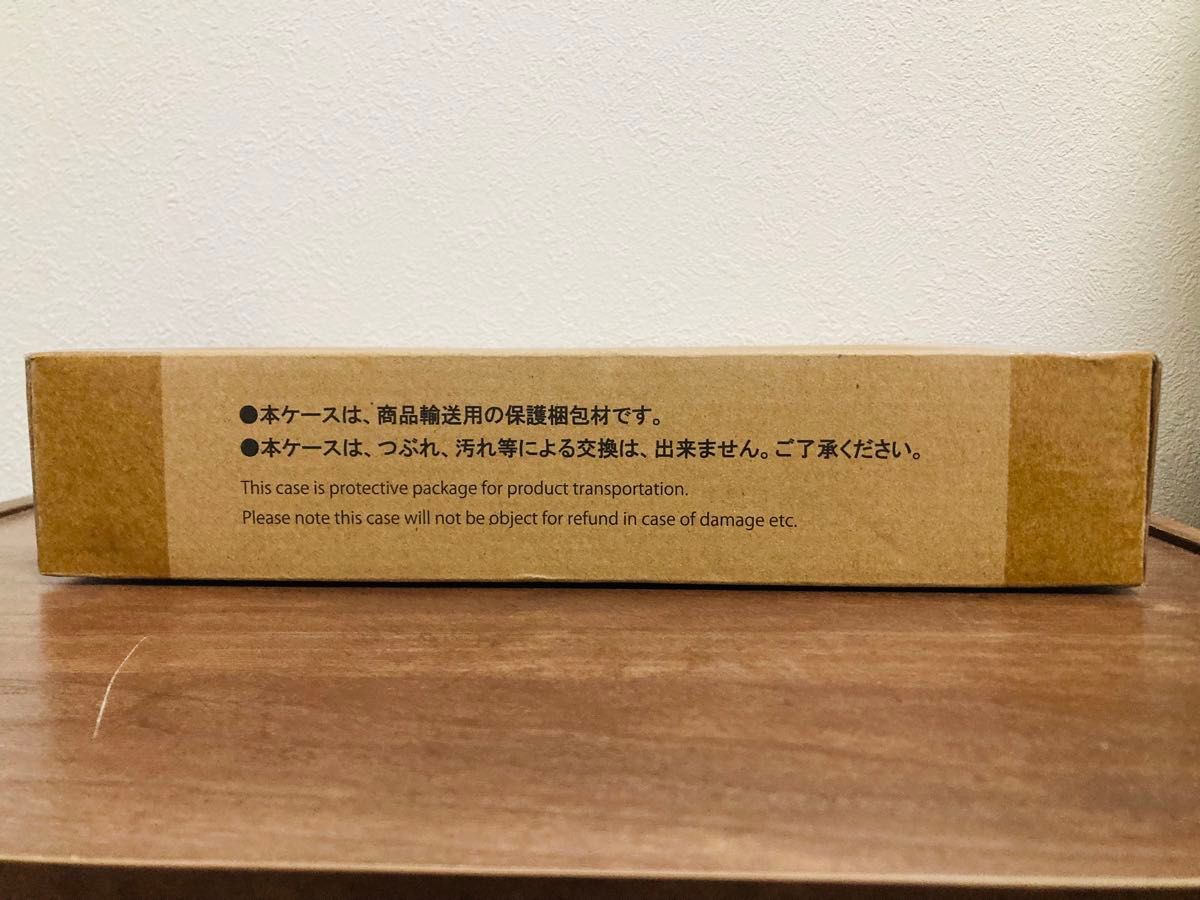 ●本ケースは、商品輸送用の保護梱包材です。
●本ケースは、つぶれ、汚れ等による交換は、出来ません。ご了承ください。
This case is protective package for product transportation.
Please note this case will not be object for refund in case of damage etc.